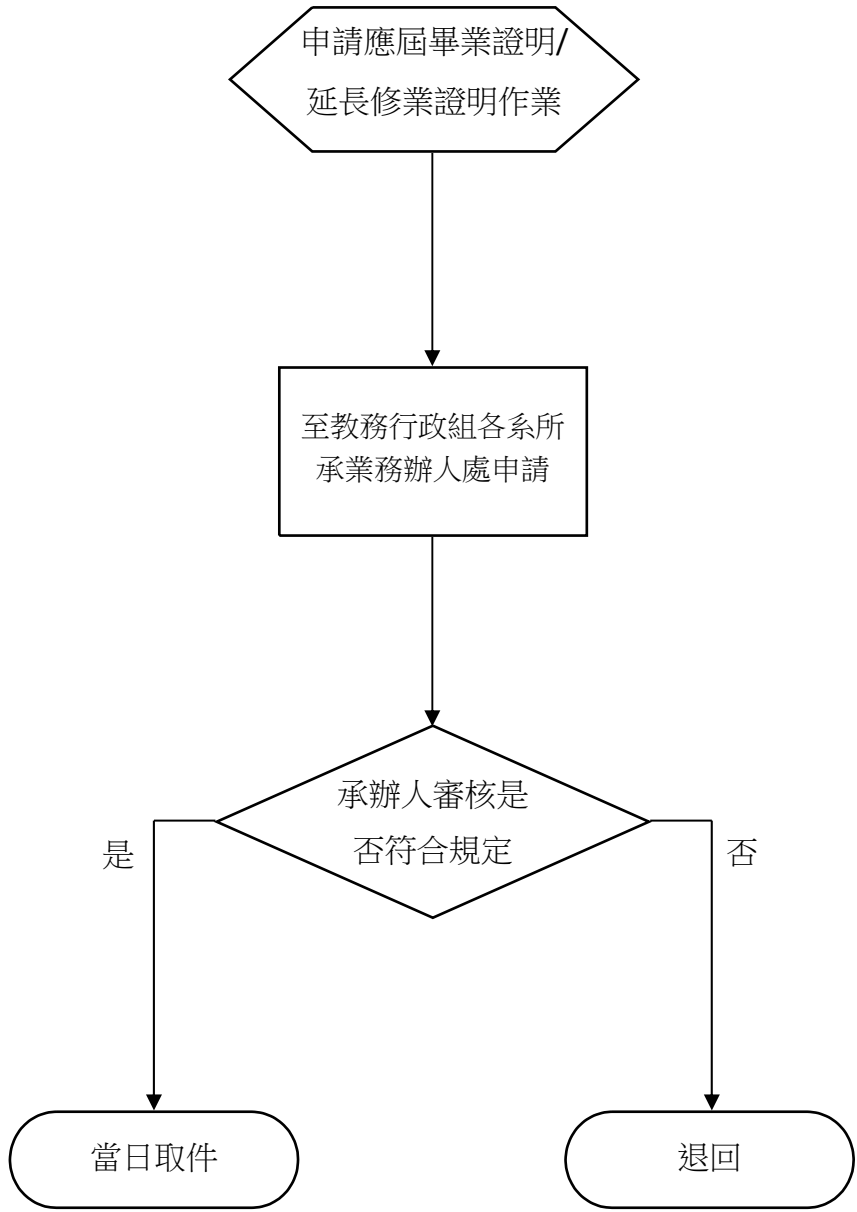 申請應屆畢業證明/
延長修業證明作業
至教務行政組各系所
承業務辦人處申請
承辦人審核是
否符合規定
是
否
當日取件
退回